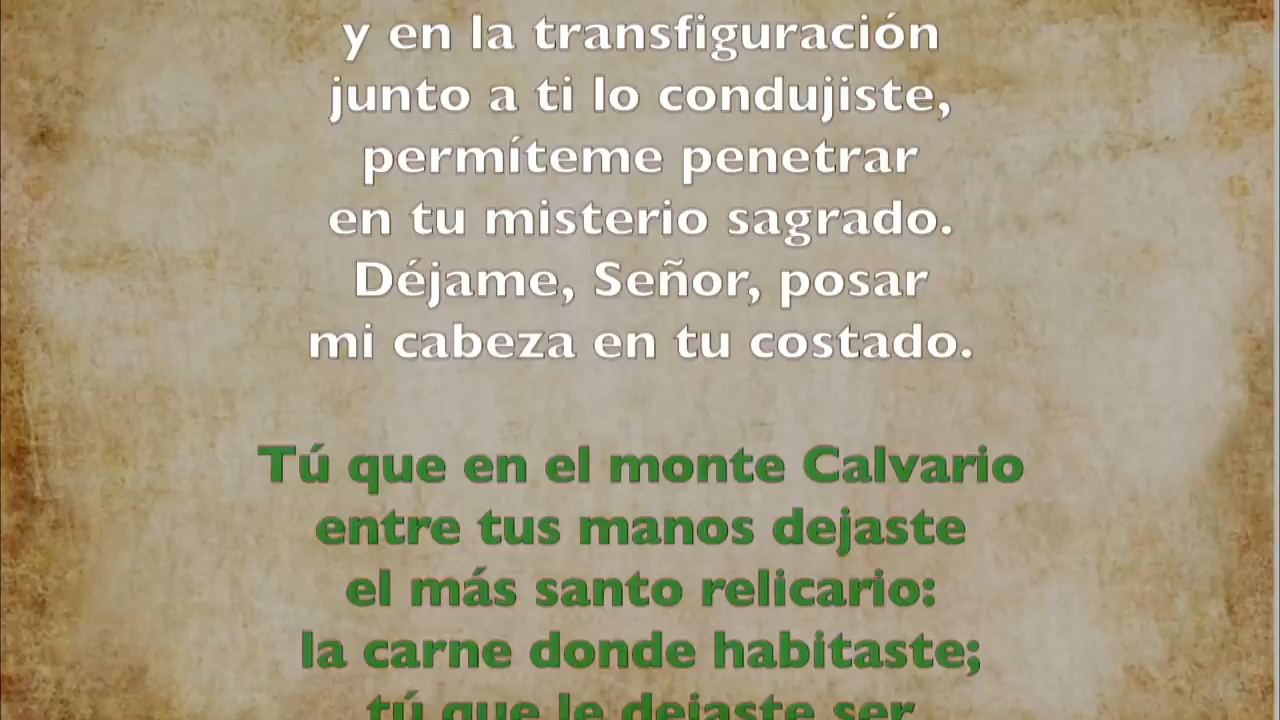 y en la transfiguración
junto a ti lo condujiste,
permíteme penetrar
en tu misterio sagrado.
Déjame, Señor, posar
mi cabeza en tu costado.
Tú que en el monte Calvario
entre tus manos dejaste
el más santo relicario:
la carne donde habitaste;
tú que le dejaste ser